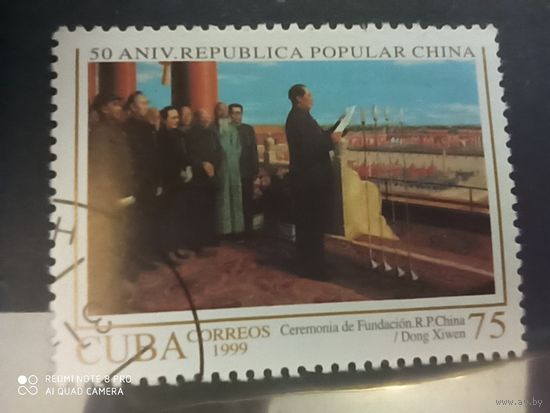 50 ANIV. REPUBLICA POPULAR CHINA
CUBA CORREOS 1999
Ceremonia de Fundación.R.P.China
/ Dong Xiwen
75
REDMI NOTE 8 PRO
AI QUAD CAMERA
www.ay.by